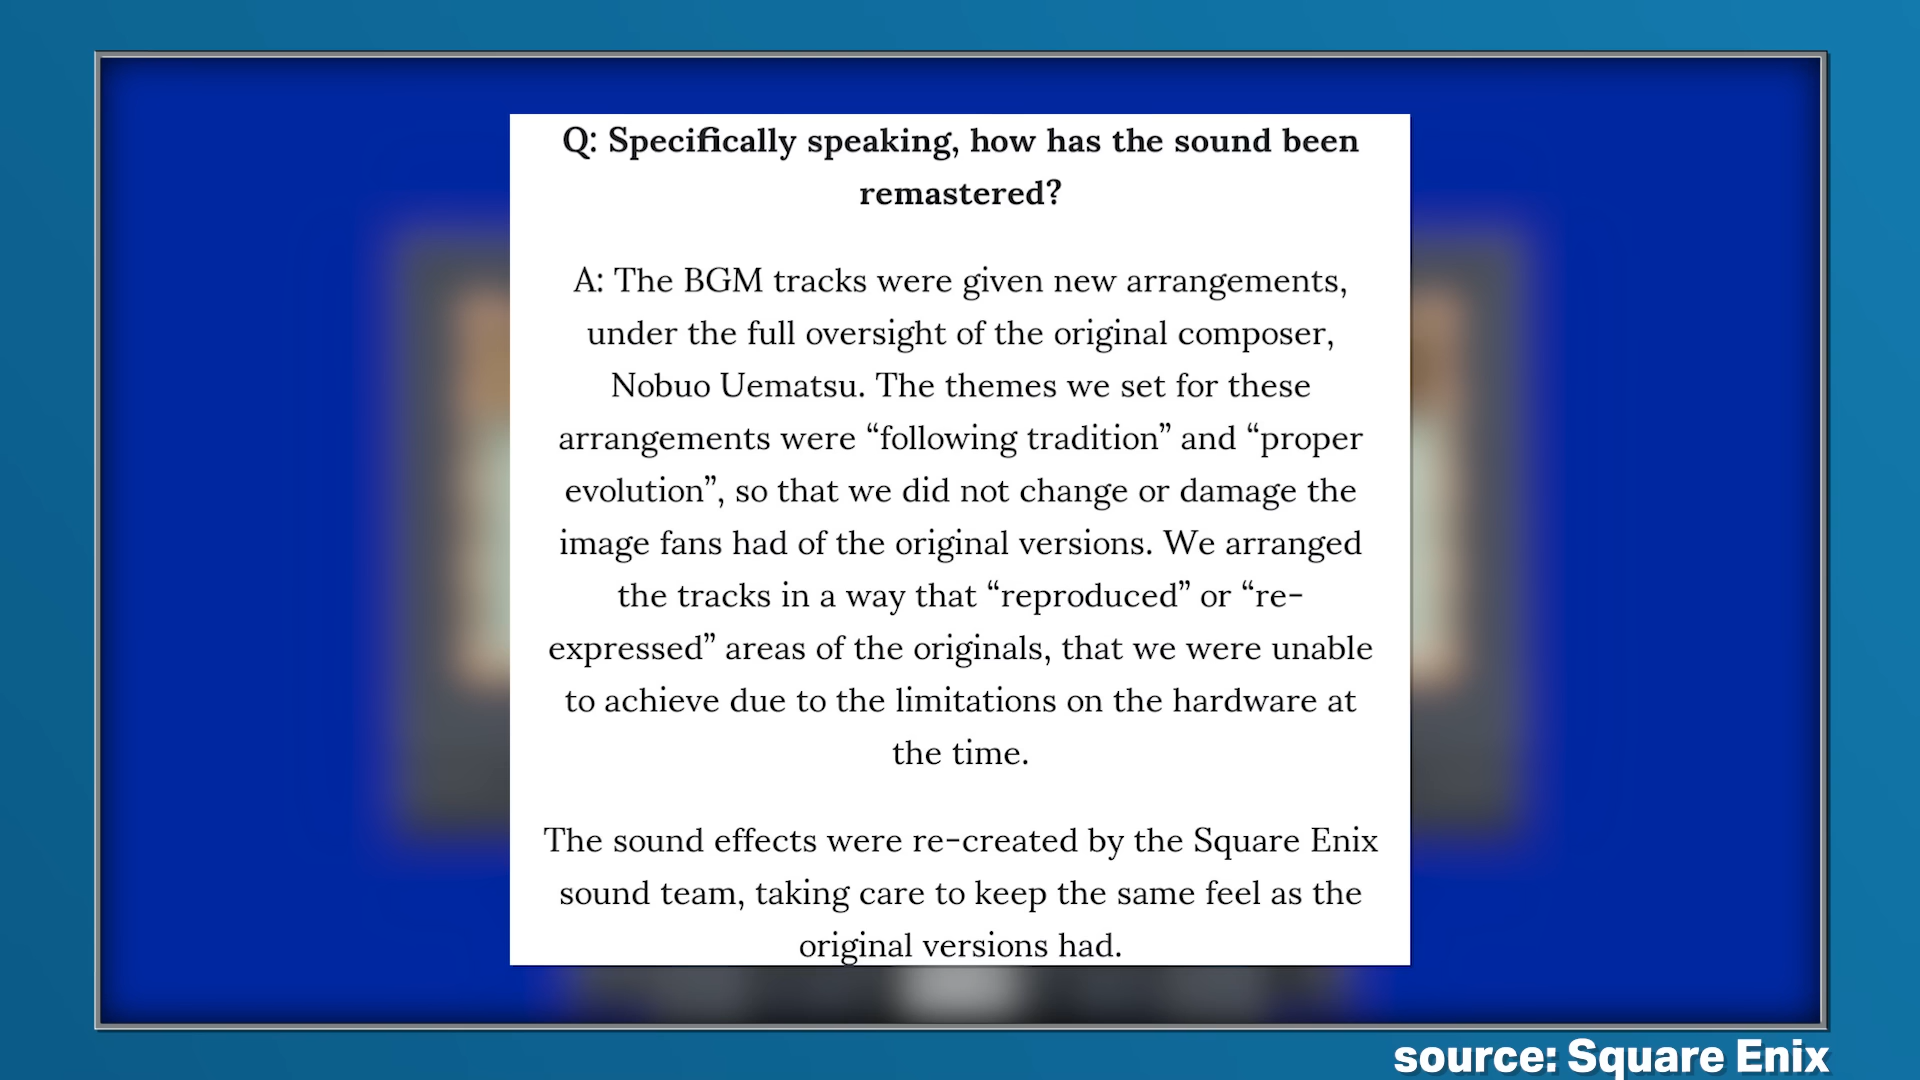 Q: Specifically speaking, how has the sound been
remastered?
A: The BGM tracks were given new arrangements,
under the full oversight of the original composer,
Nobuo Uematsu. The themes we set for these
arrangements were “following tradition” and “proper
evolution”, so that we did not change or damage the
image fans had of the original versions. We arranged
the tracks in a way that “reproduced” or “re-
expressed” areas of the originals, that we were unable
to achieve due to the limitations on the hardware at
the time.
The sound effects were re-created by the Square Enix
sound team, taking care to keep the same feel as the
original versions had.
source: Square Enix